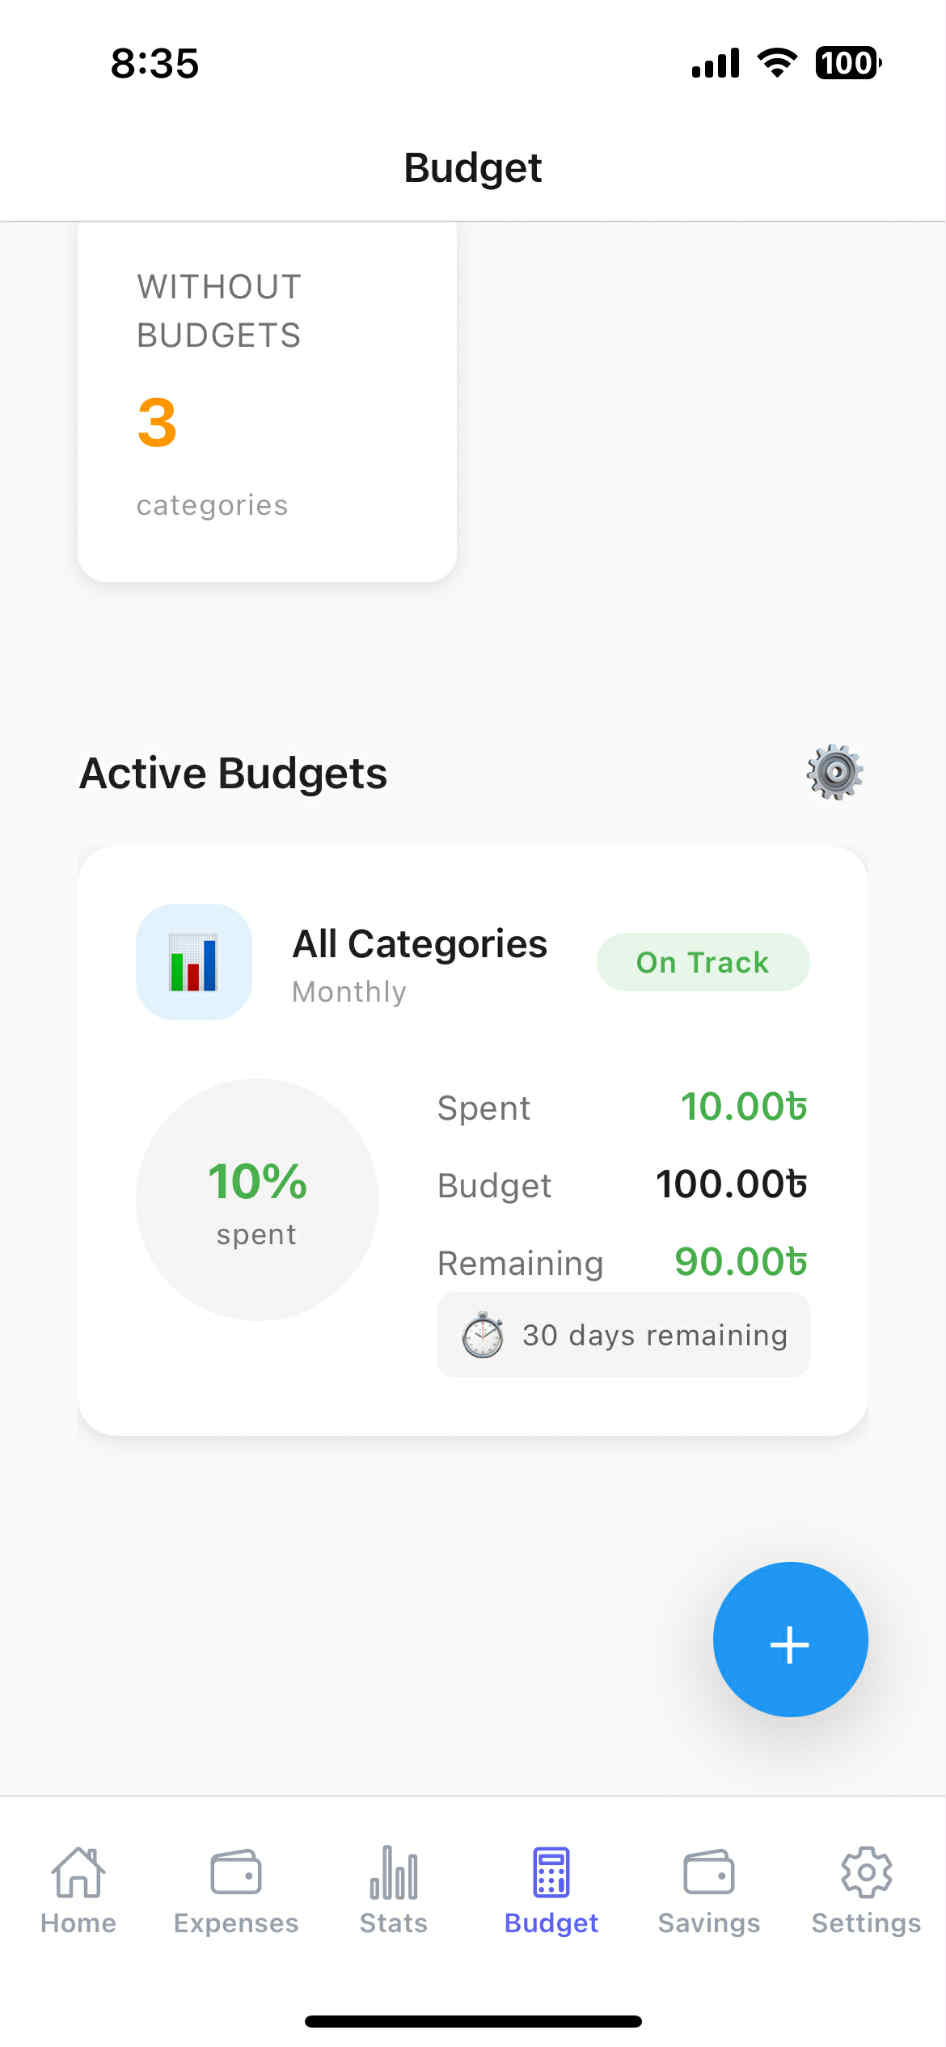 8:35
100
Budget
WITHOUT
BUDGETS
3
categories
Active Budgets
All Categories
On Track
Monthly
10%
spent
Spent 10.00৳
Budget 100.00৳
Remaining 90.00৳
30 days remaining
+
Home Expenses Stats Budget Savings Settings